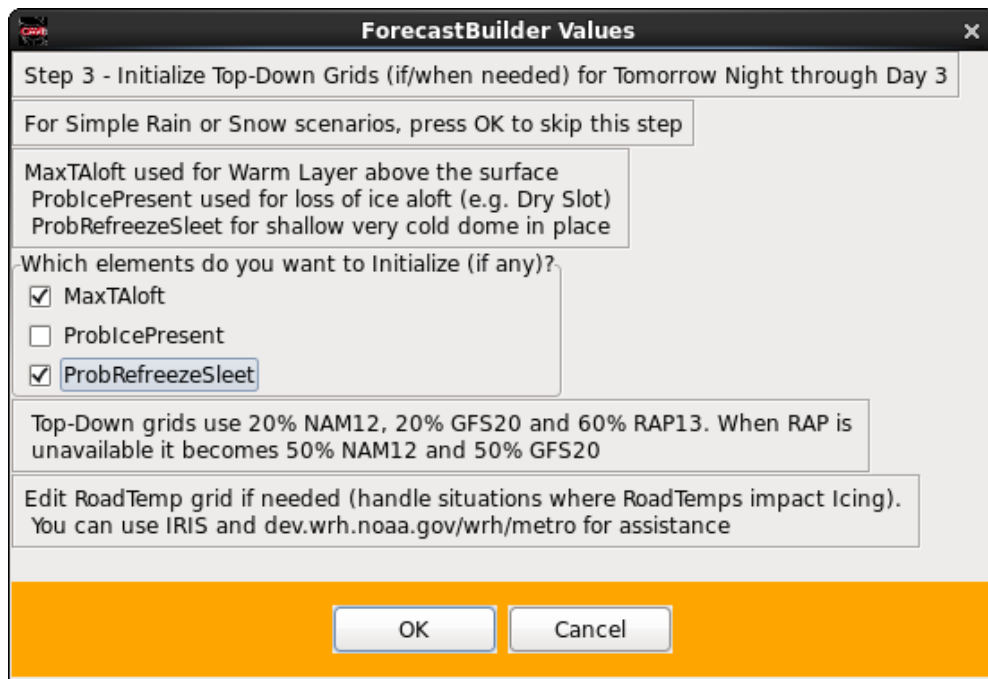 ForecastBuilder Values
Step 3 - Initialize Top-Down Grids (if/when needed) for Tomorrow Night through Day 3
For Simple Rain or Snow scenarios, press OK to skip this step
MaxTAloft used for Warm Layer above the surface
ProbIcePresent used for loss of ice aloft (e.g. Dry Slot)
ProbRefreezeSleet for shallow very cold dome in place
Which elements do you want to Initialize (if any)?
MaxTAloft
ProbIcePresent
ProbRefreezeSleet
Top-Down grids use 20% NAM12, 20% GFS20 and 60% RAP13. When RAP is
unavailable it becomes 50% NAM12 and 50% GFS20
Edit RoadTemp grid if needed (handle situations where RoadTemps impact Icing).
You can use IRIS and dev.wrh.noaa.gov/wrh/metro for assistance
OK
Cancel